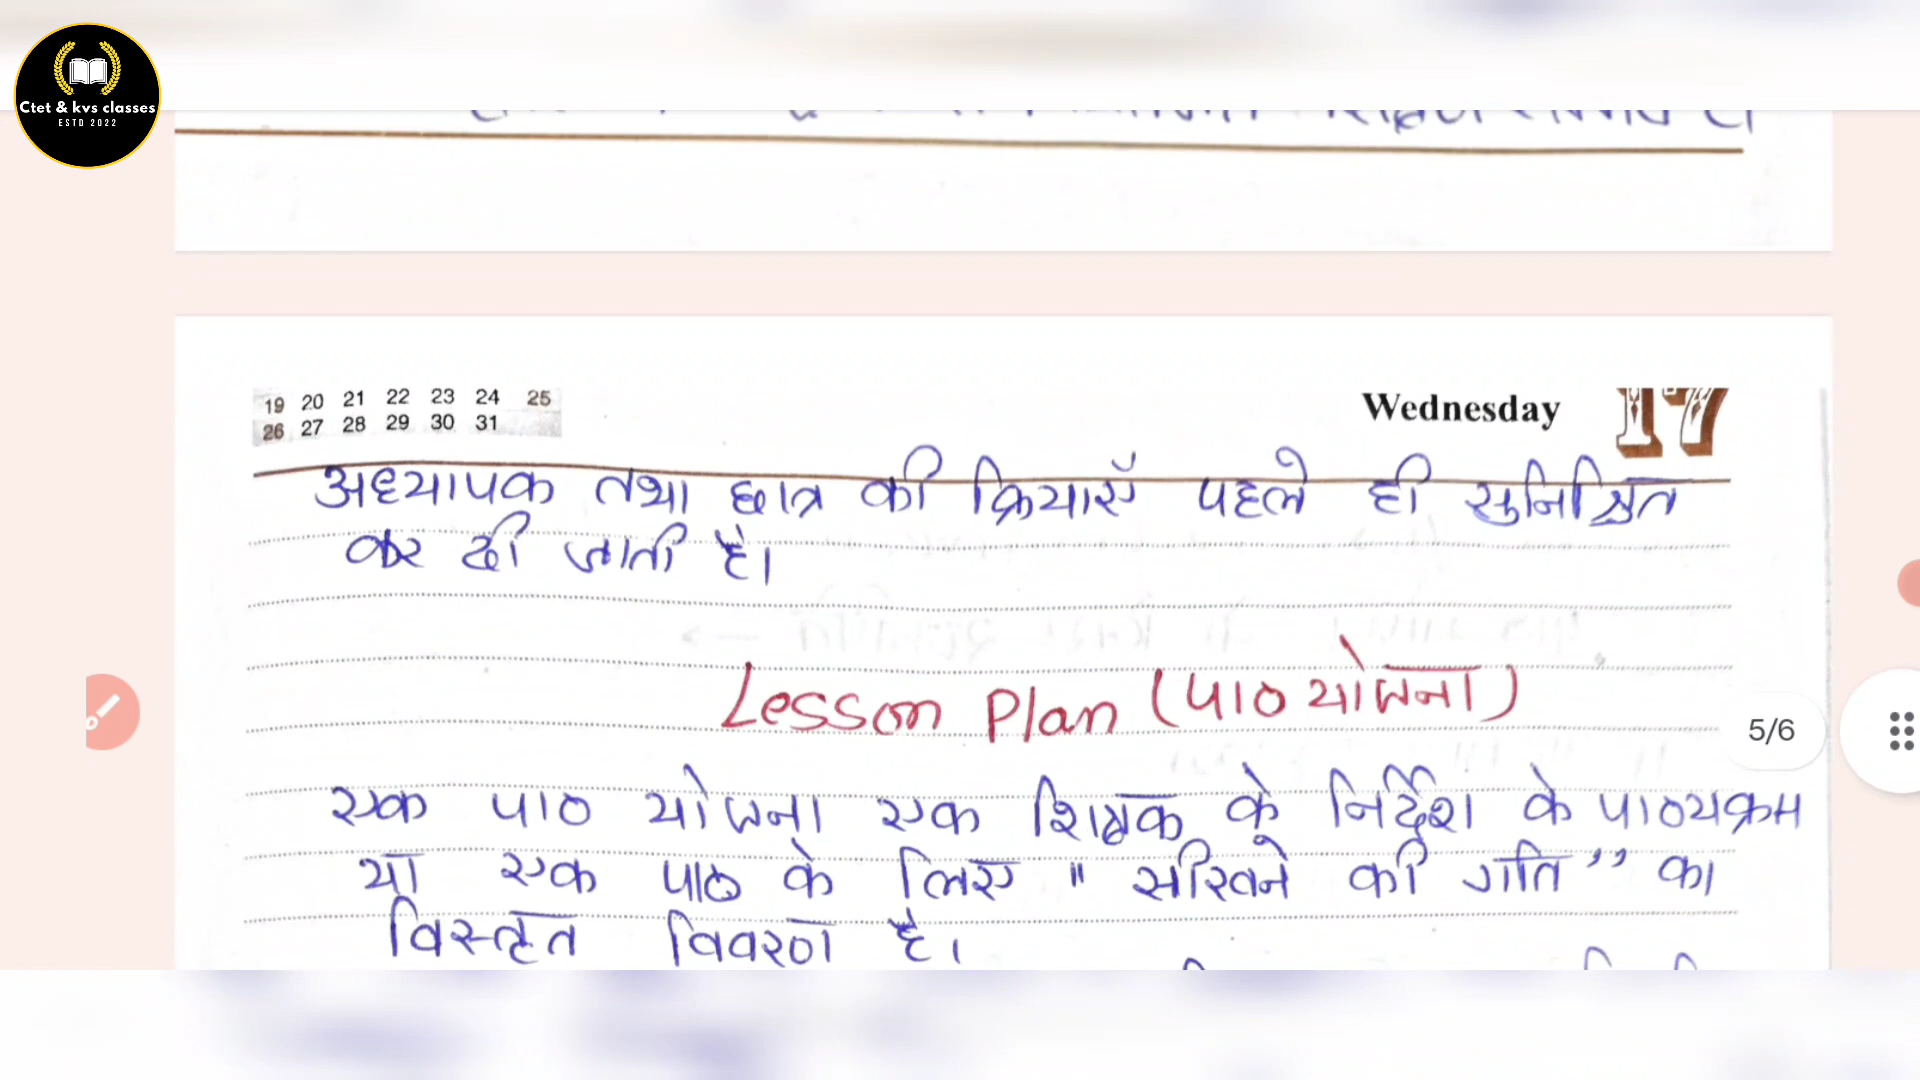 Ctet & kvs classes
ESTD 2022
19 20 21 22 23 24 25
26 27 28 29 30 31
Wednesday 17
अध्यापक तथा छात्र की क्रियाएँ पहले ही सुनिश्चित
कर दी जाती है।
Lesson Plan (पाठ योजना)
एक पाठ योजना एक शिक्षक के निर्देश के पाठ्यक्रम
या एक पाठ के लिए "सीखने की गति" का
विस्तृत विवरण है।
5/6